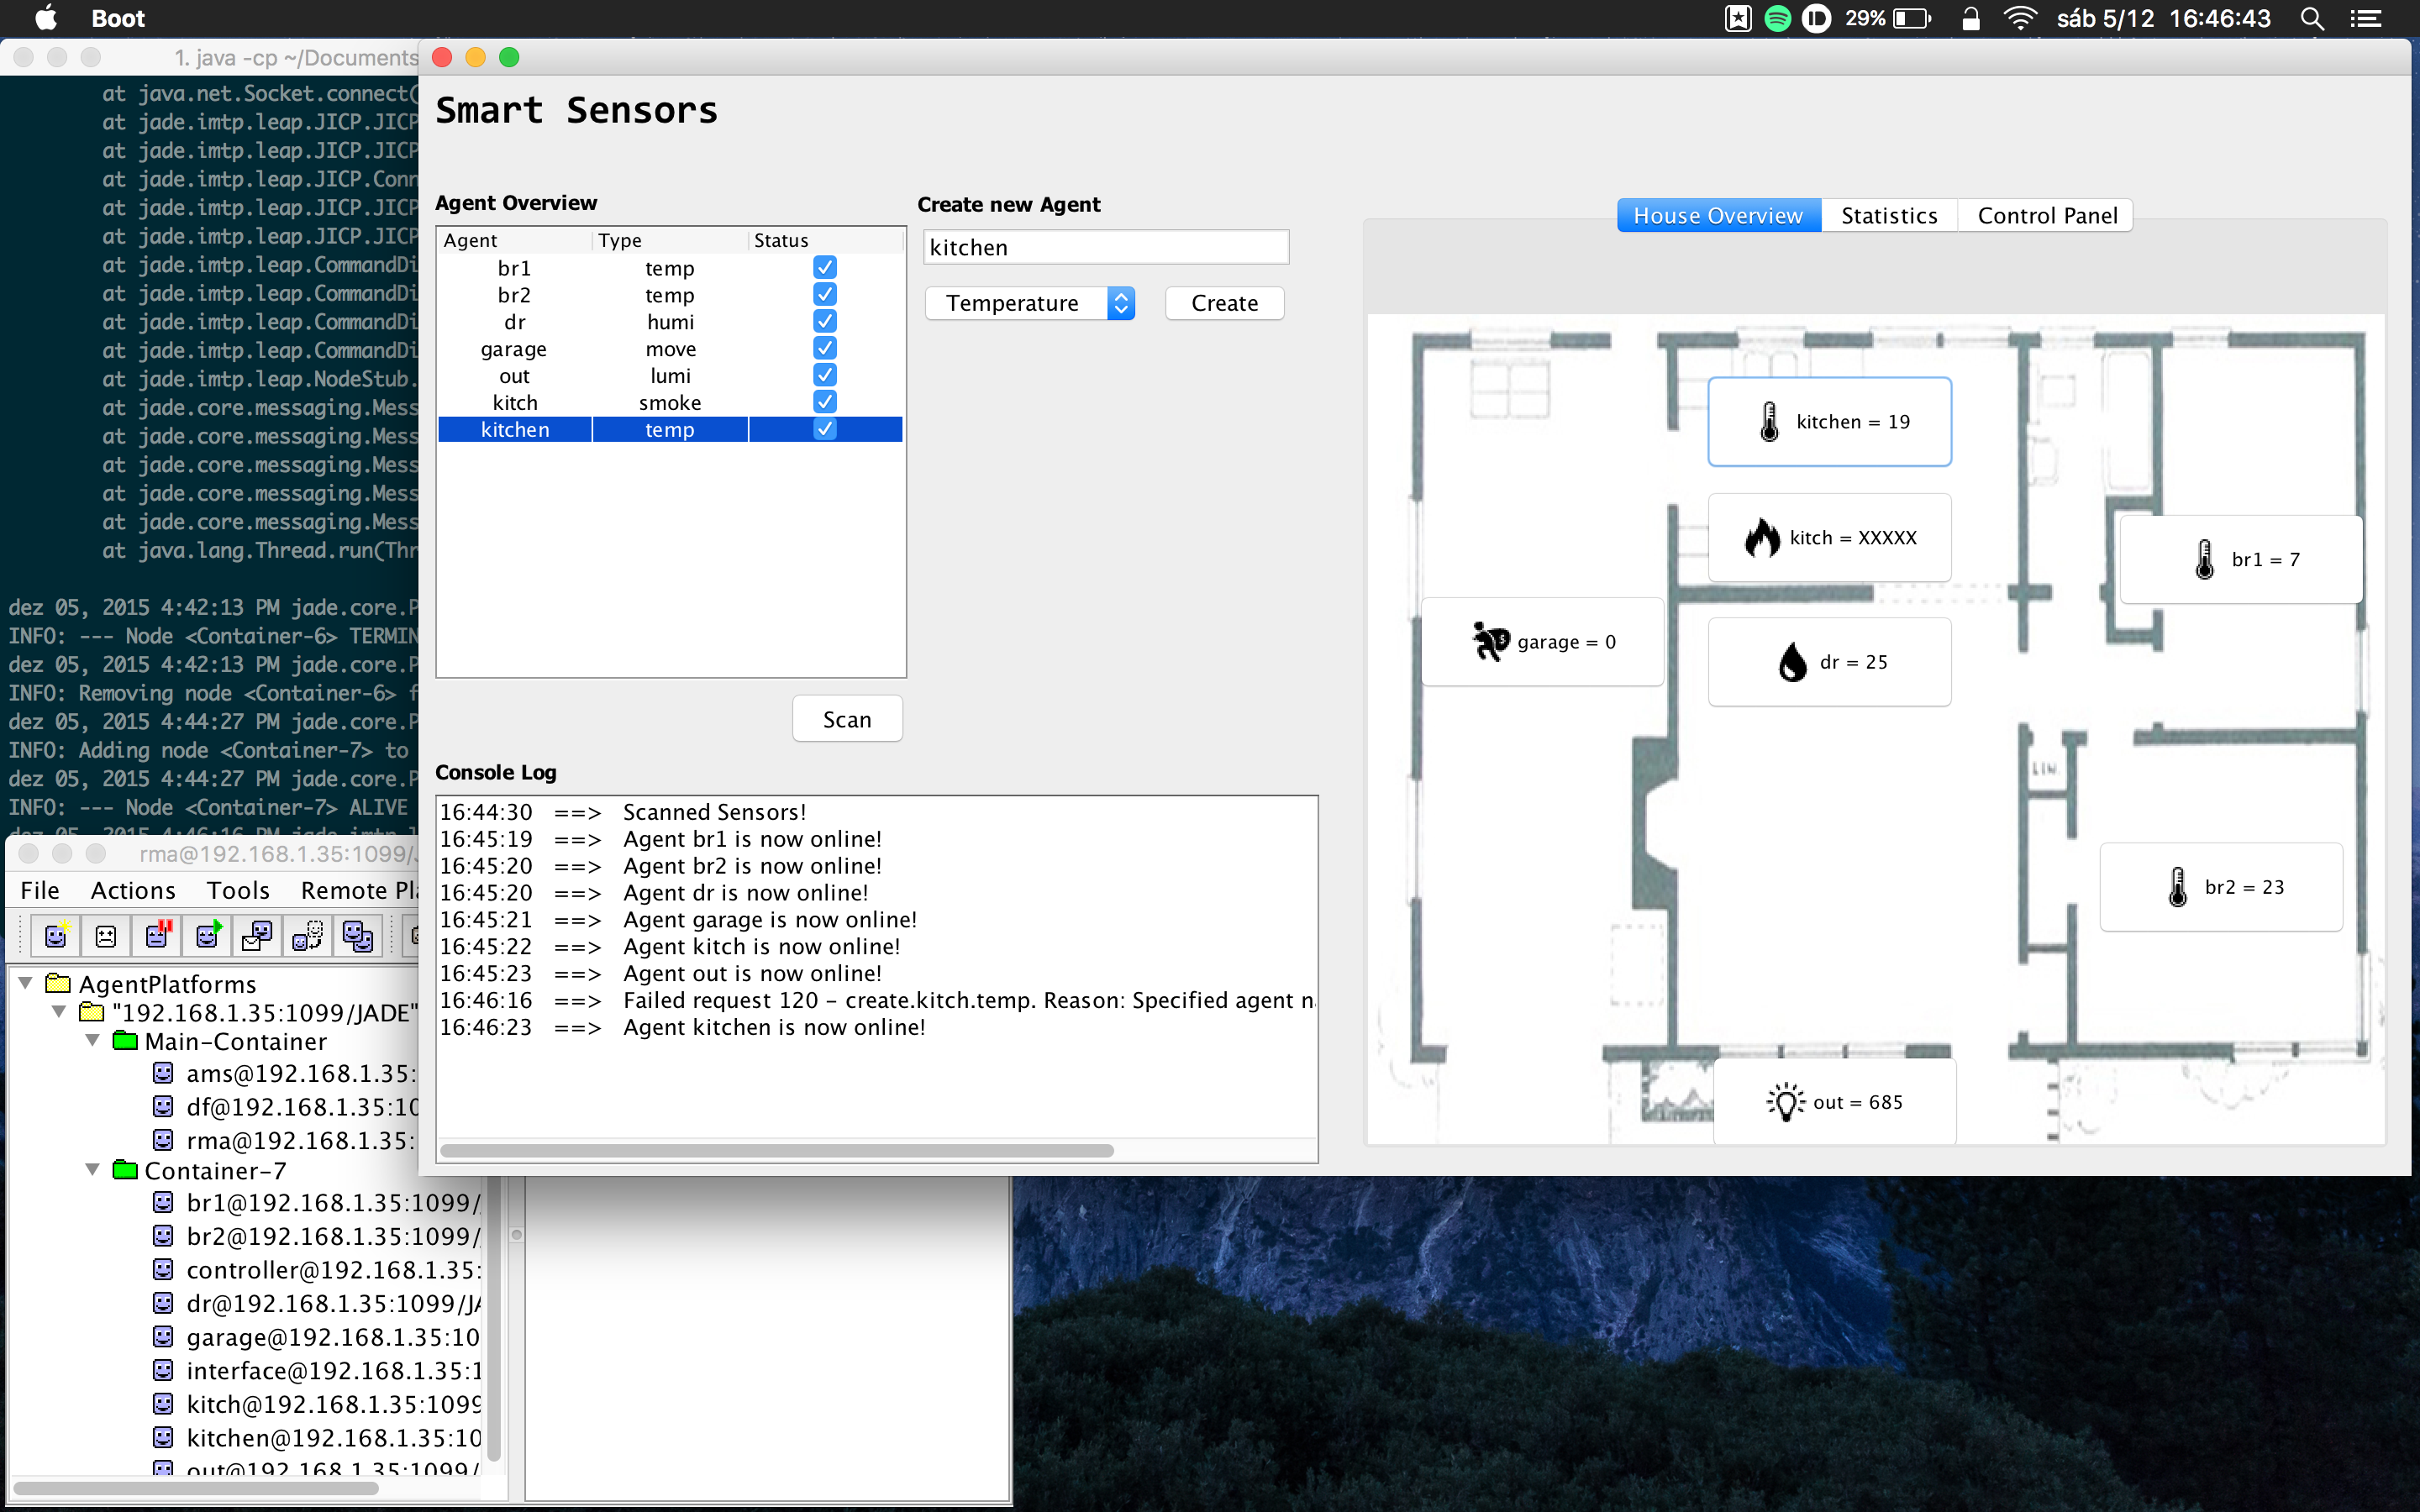 Boot
29%
sáb 5/12 16:46:43
1. java -cp ~/Documents
at java.net.Socket.connect(
at jade.imtp.leap.JICP.JICP
at jade.imtp.leap.JICP.JICP
at jade.imtp.leap.JICP.Conn
at jade.imtp.leap.JICP.JICP
at jade.imtp.leap.JICP.JICP
at jade.imtp.leap.CommandDi
at jade.imtp.leap.CommandDi
at jade.imtp.leap.CommandDi
at jade.imtp.leap.CommandDi
at jade.imtp.leap.NodeStub.
at jade.core.messaging.Mess
at jade.core.messaging.Mess
at jade.core.messaging.Mess
at jade.core.messaging.Mess
at jade.core.messaging.Mess
at java.lang.Thread.run(Thr
dez 05, 2015 4:42:13 PM jade.core.P
INFO: --- Node <Container-6> TERMIN
dez 05, 2015 4:42:13 PM jade.core.P
INFO: Removing node <Container-6> f
dez 05, 2015 4:44:27 PM jade.core.P
INFO: Adding node <Container-7> to
dez 05, 2015 4:44:27 PM jade.core.P
INFO: --- Node <Container-7> ALIVE
dez 05, 2015 4:46:16 PM jade.imtp.l
rma@192.168.1.35:1099/J
File Actions Tools Remote Pla
AgentPlatforms
"192.168.1.35:1099/JADE"
Main-Container
ams@192.168.1.35:
df@192.168.1.35:10
rma@192.168.1.35:
Container-7
br1@192.168.1.35:1099/
br2@192.168.1.35:1099/
controller@192.168.1.35:
dr@192.168.1.35:1099/JA
garage@192.168.1.35:10
interface@192.168.1.35:1
kitch@192.168.1.35:1099
kitchen@192.168.1.35:10
out@192.168.1.35:1099/
Smart Sensors
Agent Overview
Agent Type Status
br1 temp
br2 temp
dr humi
garage move
out lumi
kitch smoke
kitchen temp
Scan
Create new Agent
kitchen
Temperature Create
Console Log
16:44:30 ==> Scanned Sensors!
16:45:19 ==> Agent br1 is now online!
16:45:20 ==> Agent br2 is now online!
16:45:20 ==> Agent dr is now online!
16:45:21 ==> Agent garage is now online!
16:45:22 ==> Agent kitch is now online!
16:45:23 ==> Agent out is now online!
16:46:16 ==> Failed request 120 - create.kitch.temp. Reason: Specified agent n
16:46:23 ==> Agent kitchen is now online!
House Overview Statistics Control Panel
kitchen = 19
kitch = XXXXX
br1 = 7
garage = 0
dr = 25
LIN.
br2 = 23
out = 685